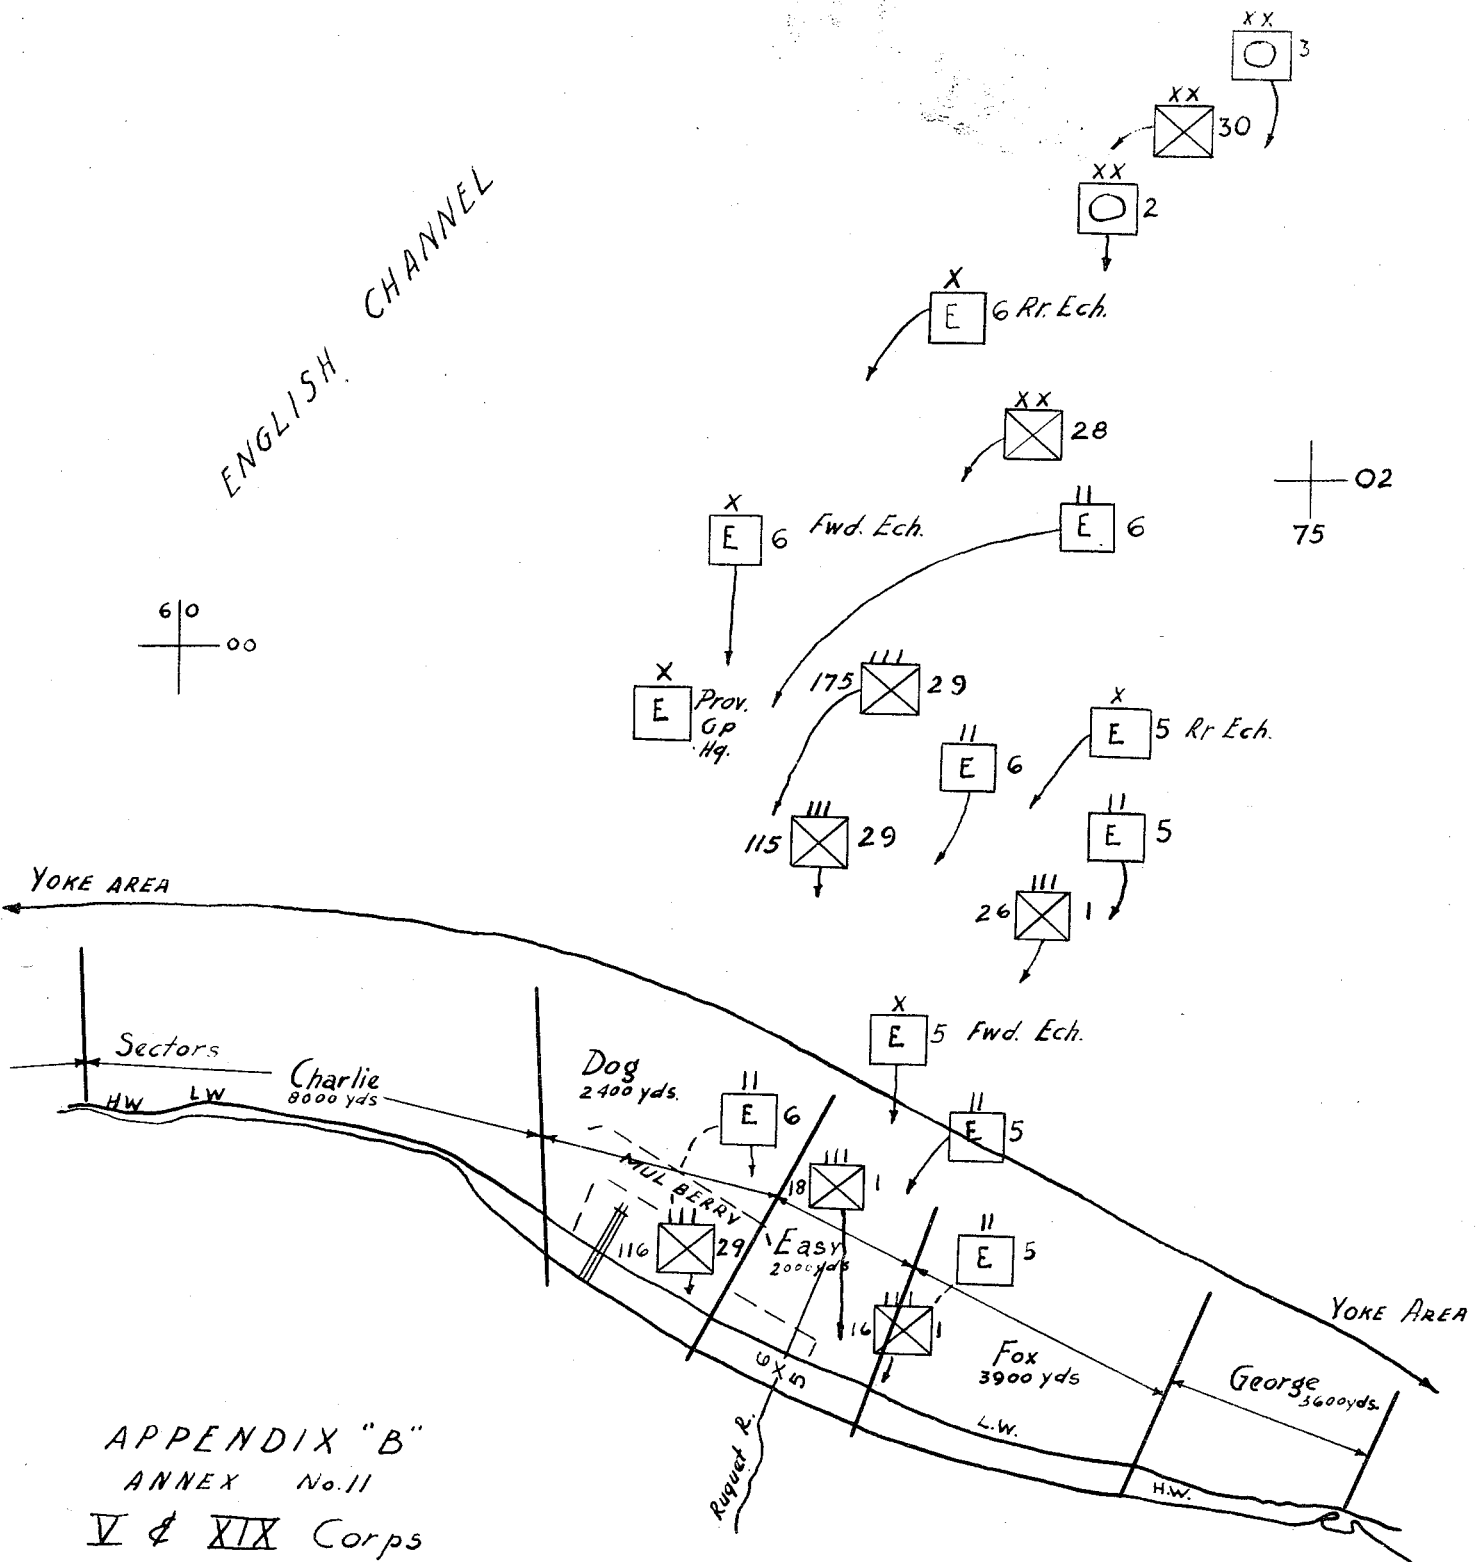 XX
3
XX
30
XX
2
ENGLISH CHANNEL
X
E 6 Rr. Ech.
XX
28
X
E 6 Fwd. Ech.
II
E 6
02
75
60
00
X
E Prov.
Gp
Hq.
III
175 29
X
E 5 Rr Ech.
II
E 6
III
115 29
II
E 5
YOKE AREA
III
26 1
X
E 5 Fwd. Ech.
Sectors
Charlie
8000 yds
HW LW
Dog
2400 yds.
II
E 6
II
E 5
MULBERRY
III
18 1
III
116 29
Easy
2000 yds
II
E 5
III
16 1
YOKE AREA
Fox
3900 yds
George
3600 yds.
6 X 5
L.W.
H.W.
Ruquet R.
APPENDIX "B"
ANNEX No. 11
V & XIX Corps